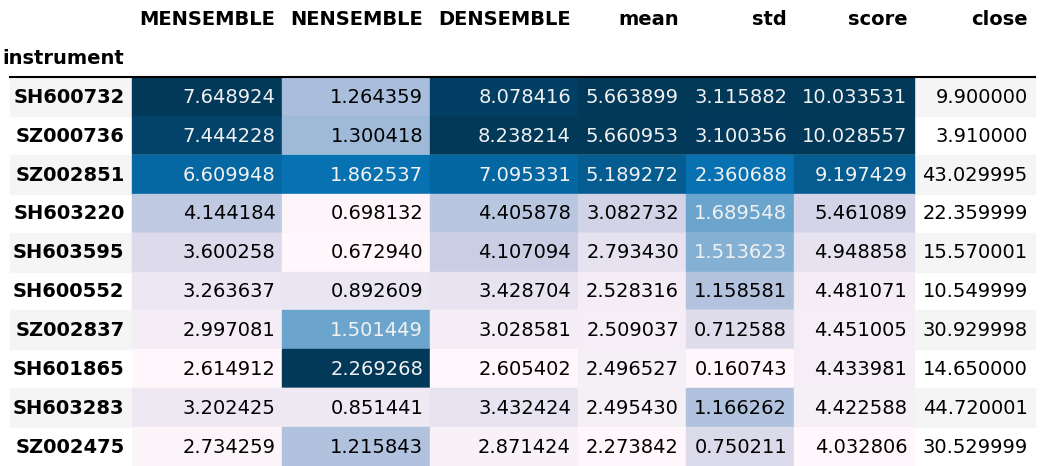 MENSEMBLE NENSEMBLE DENSEMBLE mean std score close
instrument
SH600732 7.648924 1.264359 8.078416 5.663899 3.115882 10.033531 9.900000
SZ000736 7.444228 1.300418 8.238214 5.660953 3.100356 10.028557 3.910000
SZ002851 6.609948 1.862537 7.095331 5.189272 2.360688 9.197429 43.029995
SH603220 4.144184 0.698132 4.405878 3.082732 1.689548 5.461089 22.359999
SH603595 3.600258 0.672940 4.107094 2.793430 1.513623 4.948858 15.570001
SH600552 3.263637 0.892609 3.428704 2.528316 1.158581 4.481071 10.549999
SZ002837 2.997081 1.501449 3.028581 2.509037 0.712588 4.451005 30.929998
SH601865 2.614912 2.269268 2.605402 2.496527 0.160743 4.433981 14.650000
SH603283 3.202425 0.851441 3.432424 2.495430 1.166262 4.422588 44.720001
SZ002475 2.734259 1.215843 2.871424 2.273842 0.750211 4.032806 30.529999